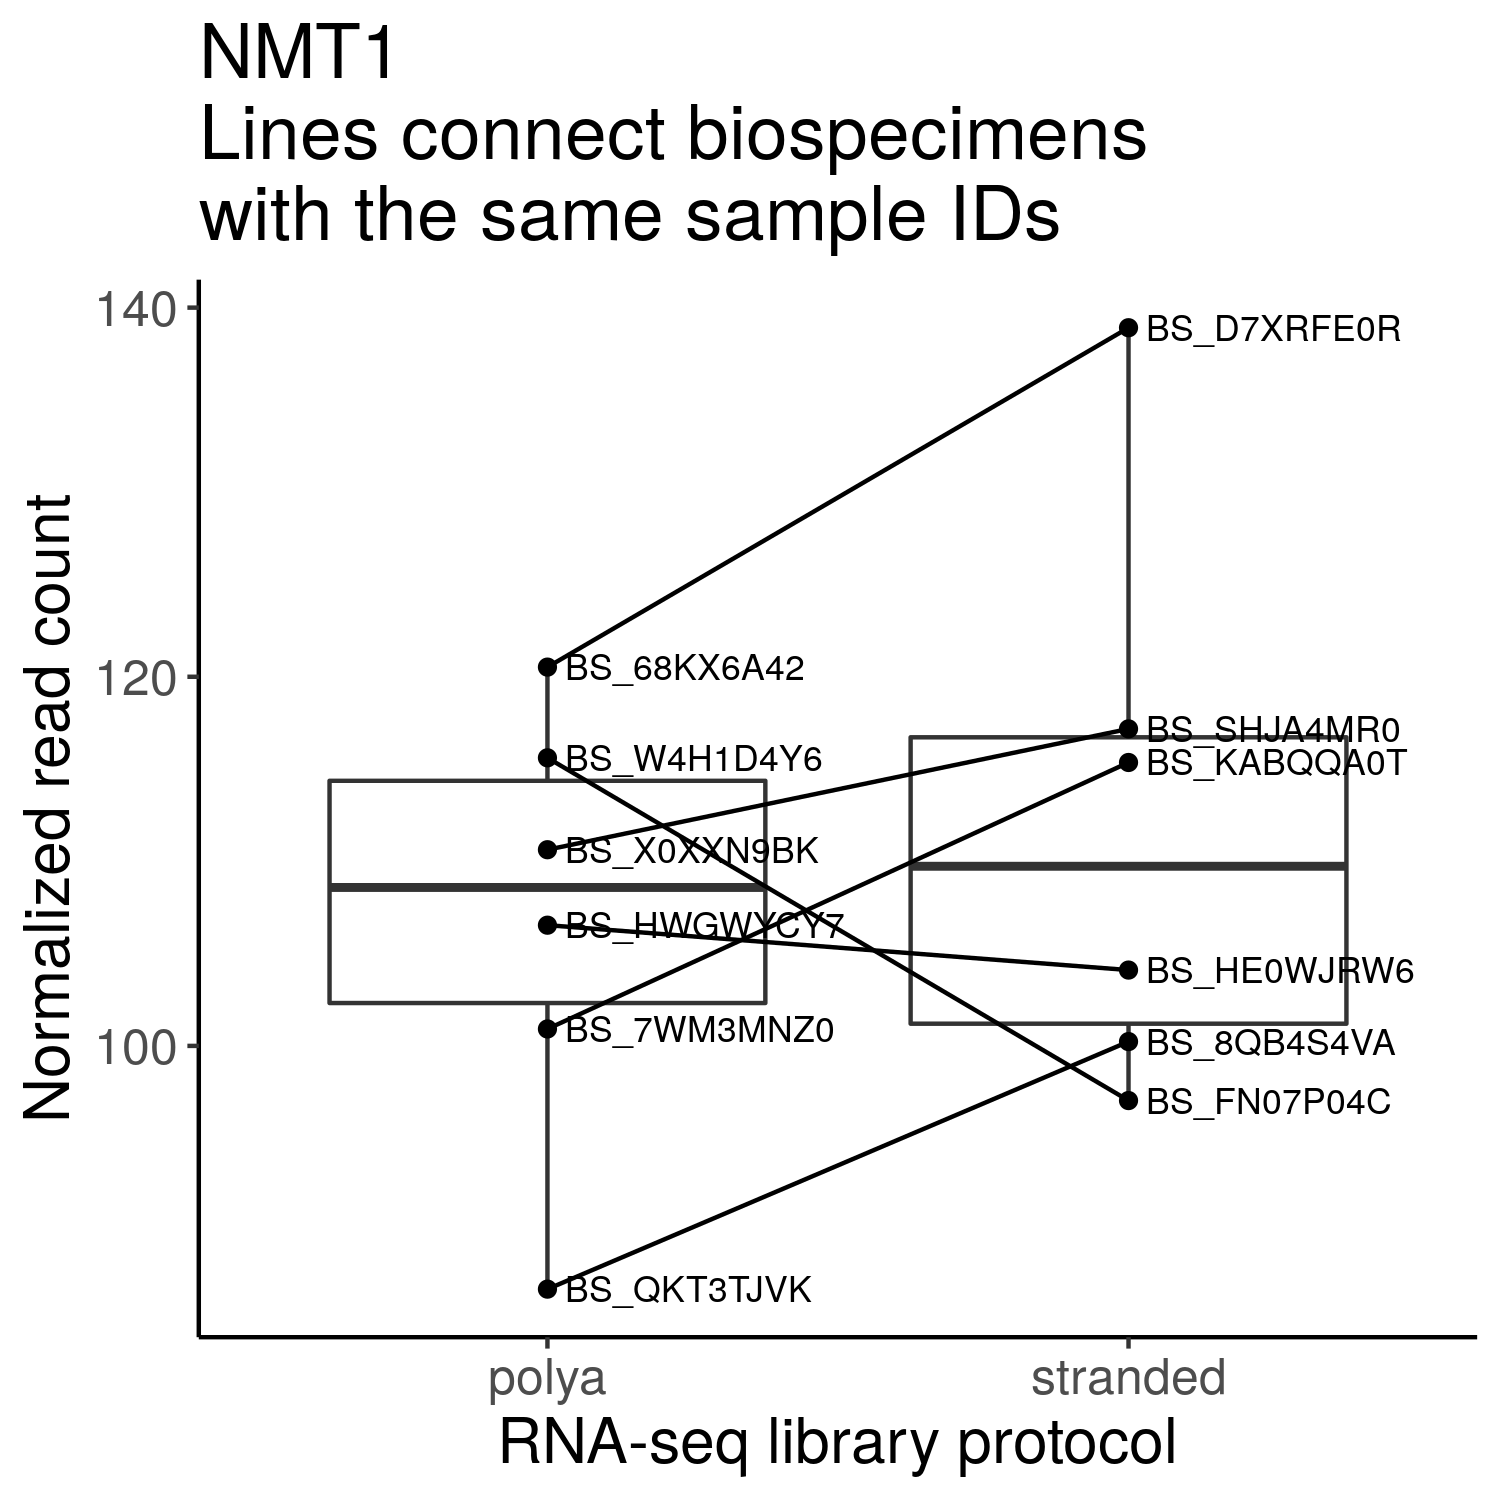 NMT1
Lines connect biospecimens
with the same sample IDs
Normalized read count
140
120
100
BS_D7XRFE0R
BS_68KX6A42
BS_SHJA4MR0
BS_W4H1D4Y6
BS_KABQQA0T
BS_X0XXN9BK
BS_HWGWYCY7
BS_HE0WJRW6
BS_7WM3MNZ0
BS_8QB4S4VA
BS_FN07P04C
BS_QKT3TJVK
polya
stranded
RNA-seq library protocol